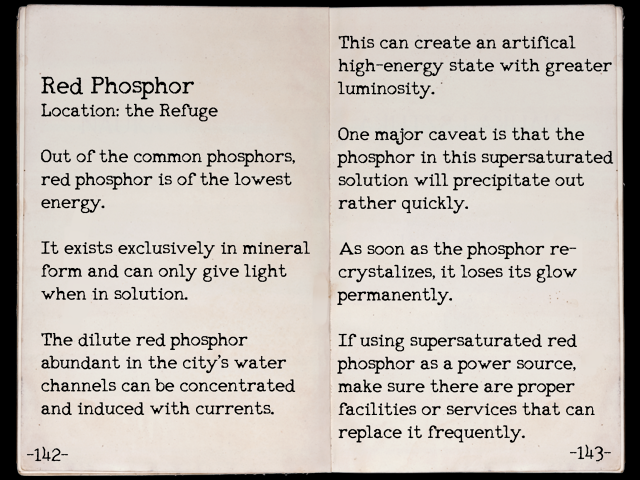 Red Phosphor
Location: the Refuge
Out of the common phosphors,
red phosphor is of the lowest
energy.
It exists exclusively in mineral
form and can only give light
when in solution.
The dilute red phosphor
abundant in the city's water
channels can be concentrated
and induced with currents.
-142-
This can create an artifical
high-energy state with greater
luminosity.
One major caveat is that the
phosphor in this supersaturated
solution will precipitate out
rather quickly.
As soon as the phosphor re-
crystalizes, it loses its glow
permanently.
If using supersaturated red
phosphor as a power source,
make sure there are proper
facilities or services that can
replace it frequently.
-143-